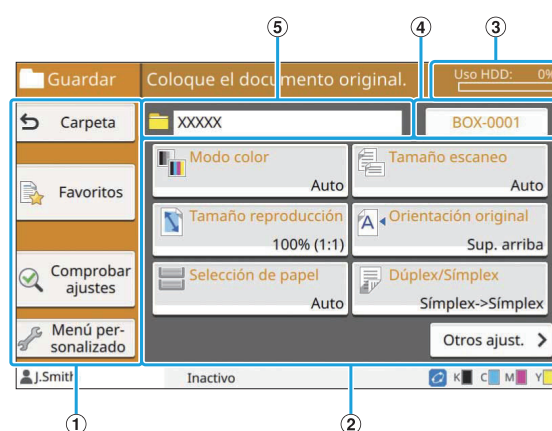 ⑤ ④ ③
Guardar
Coloque el documento original.
Uso HDD: 0%
Carpeta
XXXXX
BOX-0001
Favoritos
Comprobar
ajustes
Menú per-
sonalizado
Modo color
Auto
Tamaño escaneo
Auto
Tamaño reproducción
100% (1:1)
Orientación original
Sup. arriba
Selección de papel
Auto
Dúplex/Símplex
Símplex->Símplex
Otros ajust.
J.Smith
Inactivo
K C M Y
① ②